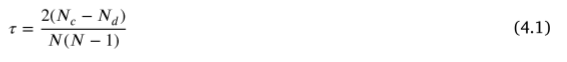 τ = 2(N_c − N_d) / N(N − 1) (4.1)